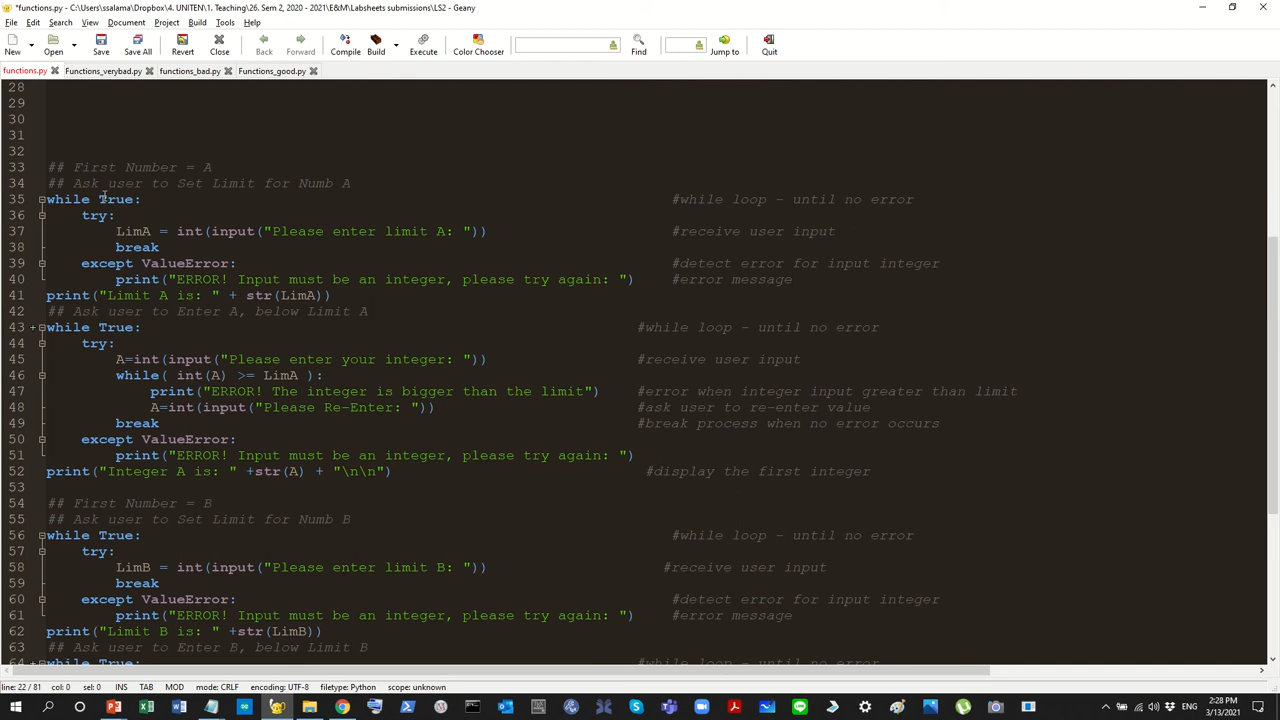 *functions.py - C:\Users\ssalama\Dropbox\4. UNITEN\1. Teaching\26. Sem 2, 2020 - 2021\E&M\Labsheets submissions\LS2 - Geany
File Edit Search View Document Project Build Tools Help
New Open Save Save All Revert Close Back Forward Compile Build Execute Color Chooser Find Jump to Quit
functions.py Functions_verybad.py functions_bad.py Functions_good.py
28
29
30
31
32
33 ## First Number = A
34 ## Ask user to Set Limit for Numb A
35 while True: #while loop - until no error
36 try:
37 LimA = int(input("Please enter limit A: ")) #receive user input
38 break
39 except ValueError: #detect error for input integer
40 print("ERROR! Input must be an integer, please try again: ") #error message
41 print("Limit A is: " + str(LimA))
42 ## Ask user to Enter A, below Limit A
43 while True: #while loop - until no error
44 try:
45 A=int(input("Please enter your integer: ")) #receive user input
46 while( int(A) >= LimA ):
47 print("ERROR! The integer is bigger than the limit") #error when integer input greater than limit
48 A=int(input("Please Re-Enter: ")) #ask user to re-enter value
49 break #break process when no error occurs
50 except ValueError:
51 print("ERROR! Input must be an integer, please try again: ")
52 print("Integer A is: " +str(A) + "\n\n") #display the first integer
53
54 ## First Number = B
55 ## Ask user to Set Limit for Numb B
56 while True: #while loop - until no error
57 try:
58 LimB = int(input("Please enter limit B: ")) #receive user input
59 break
60 except ValueError: #detect error for input integer
61 print("ERROR! Input must be an integer, please try again: ") #error message
62 print("Limit B is: " +str(LimB))
63 ## Ask user to Enter B, below Limit B
64 while True: #while loop - until no error
line: 22 / 81 col: 0 sel: 0 INS TAB MOD mode: CRLF encoding: UTF-8 filetype: Python scope: unknown
2:28 PM
3/13/2021